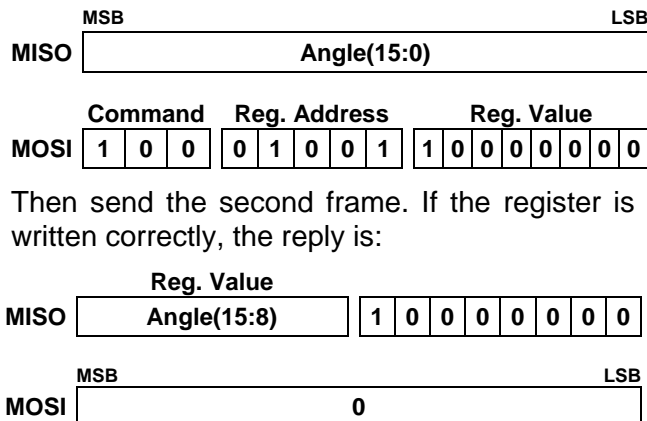 MSB LSB
MISO Angle(15:0)
Command Reg. Address Reg. Value
MOSI 1 0 0 0 1 0 0 1 1 0 0 0 0 0 0 0
Then send the second frame. If the register is
written correctly, the reply is:
Reg. Value
MISO Angle(15:8) 1 0 0 0 0 0 0 0
MSB LSB
MOSI 0